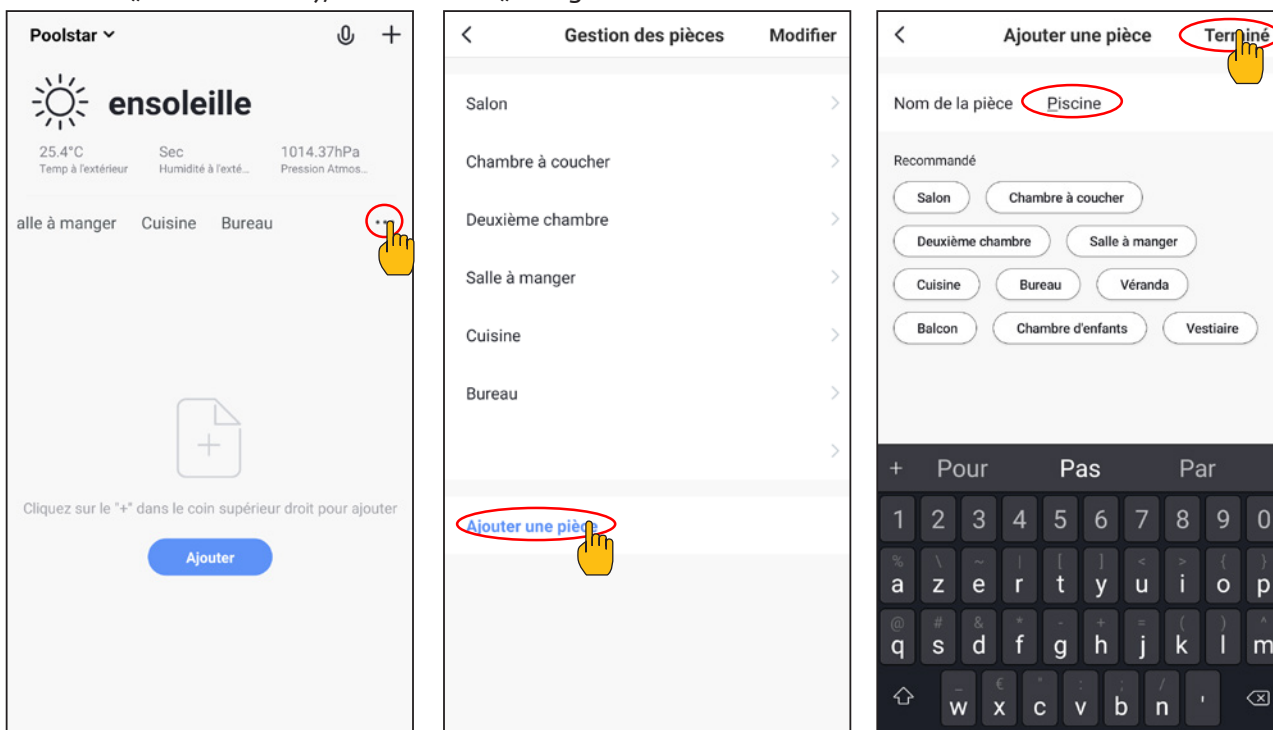 Poolstar
ensoleille
25.4°C Sec 1014.37hPa
Temp à l'extérieur Humidité à l'exté... Pression Atmos...
alle à manger Cuisine Bureau
Cliquez sur le "+" dans le coin supérieur droit pour ajouter
Ajouter
Gestion des pièces Modifier
Salon
Chambre à coucher
Deuxième chambre
Salle à manger
Cuisine
Bureau
Ajouter une pièce
Ajouter une pièce Terminé
Nom de la pièce Piscine
Recommandé
Salon Chambre à coucher
Deuxième chambre Salle à manger
Cuisine Bureau Véranda
Balcon Chambre d'enfants Vestiaire
+ Pour Pas Par
1 2 3 4 5 6 7 8 9 0
% \ ~ | [ ] < > { }
a z e r t y u i o p
@ # & * - + = ( ) ^
q s d f g h j k l m
_ € " : ; /
w x c v b n '